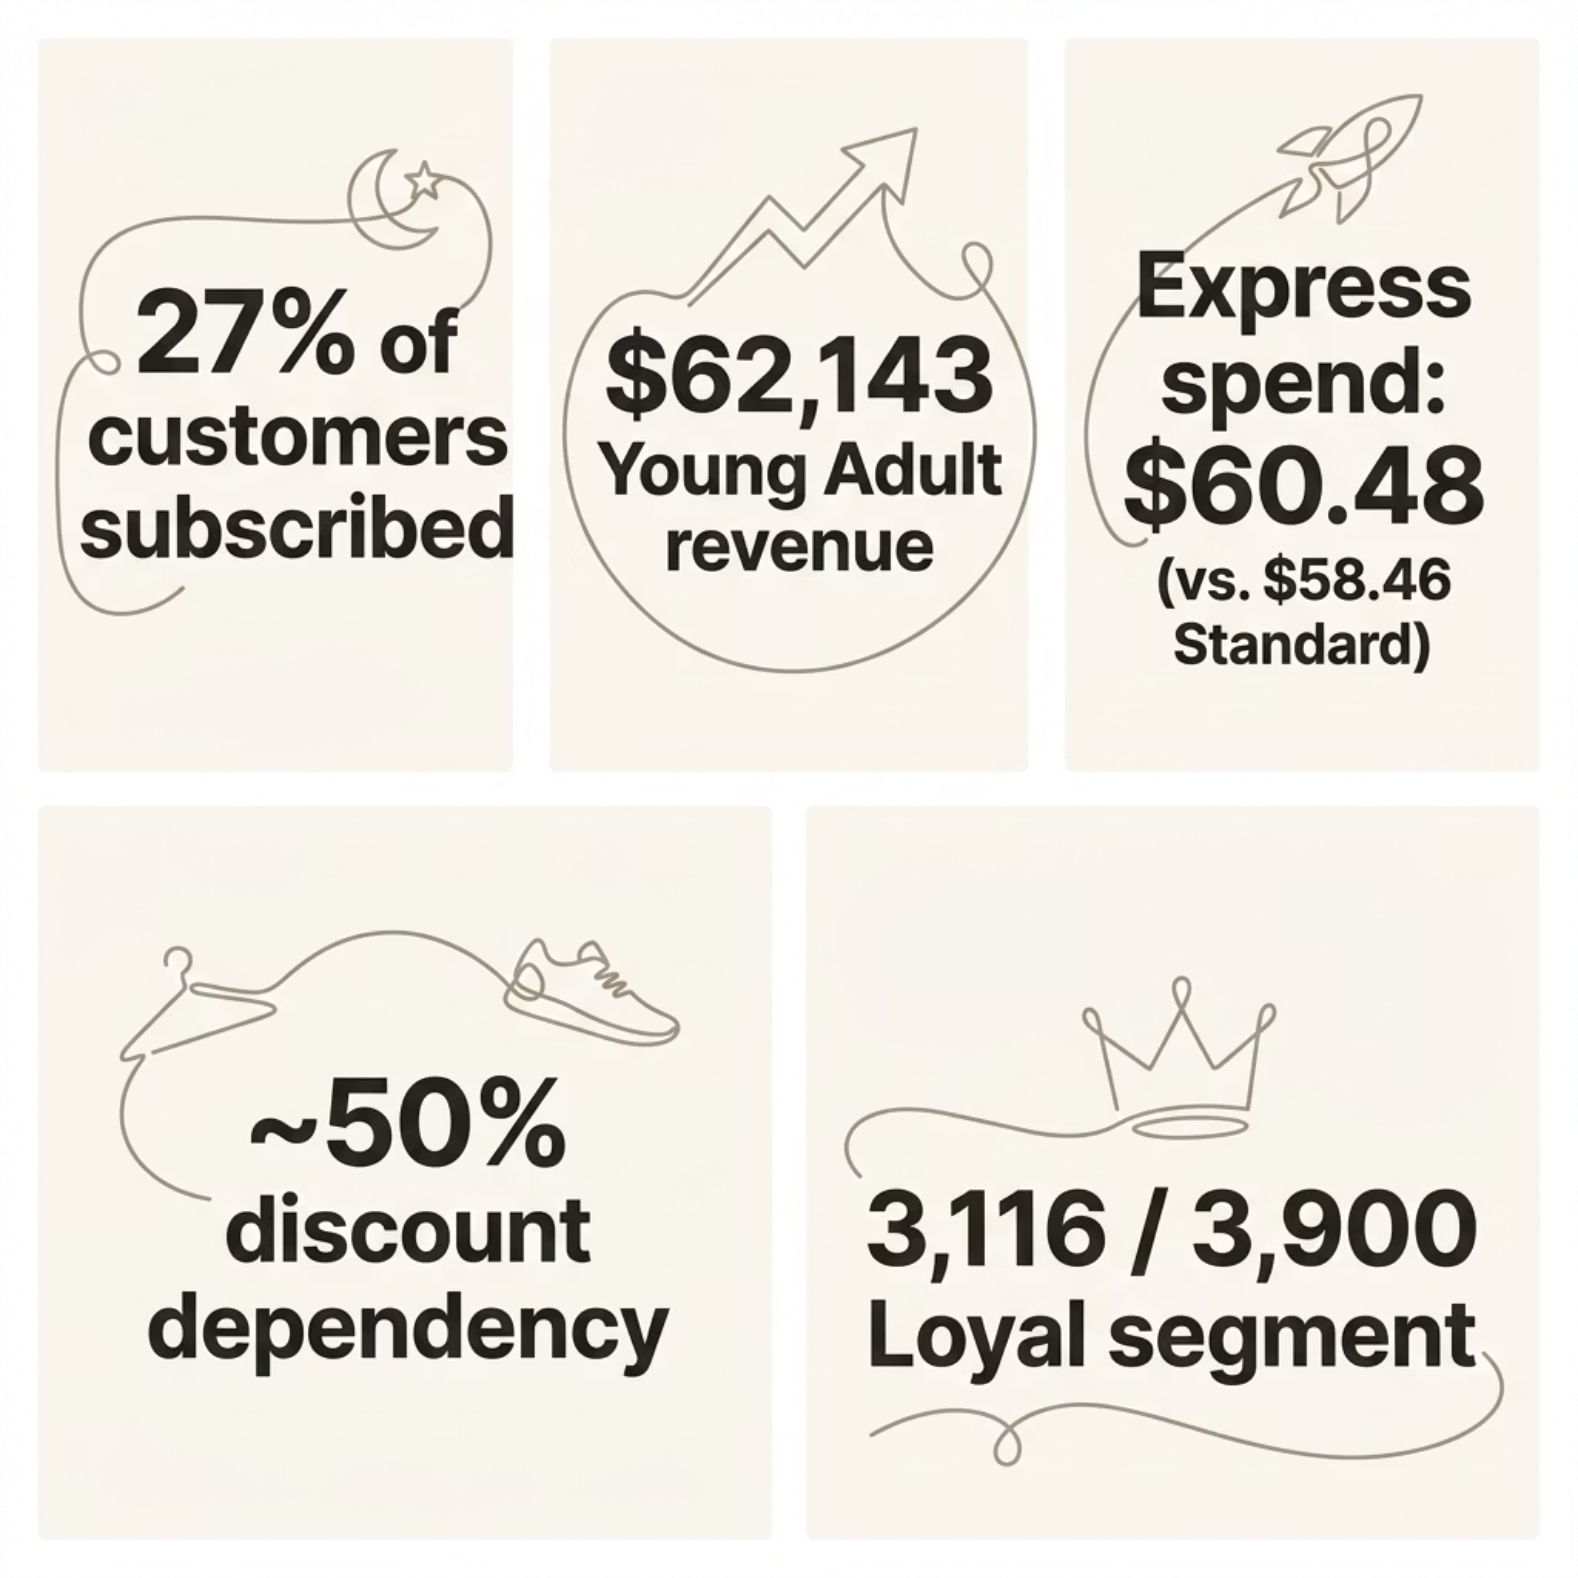 27% of
customers
subscribed
$62,143
Young Adult
revenue
Express
spend:
$60.48
(vs. $58.46
Standard)
~50%
discount
dependency
3,116 / 3,900
Loyal segment